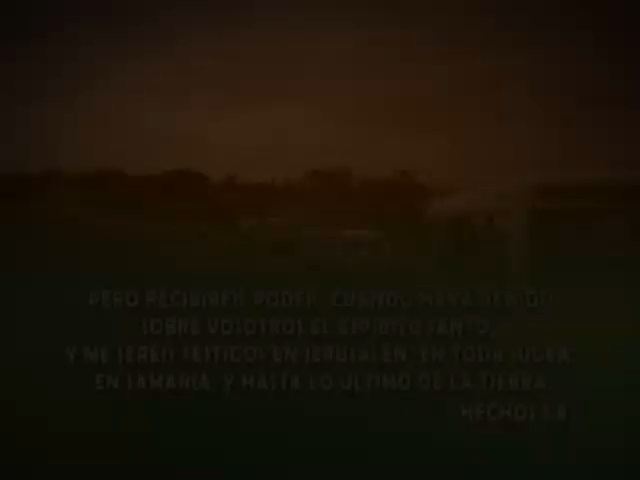 PERO RECIBIREIS PODER, CUANDO HAYA VENIDO
SOBRE VOSOTROS EL ESPIRITU SANTO,
Y ME SEREIS TESTIGOS EN JERUSALEN, EN TODA JUDEA,
EN SAMARIA, Y HASTA LO ULTIMO DE LA TIERRA.
HECHOS 1:8